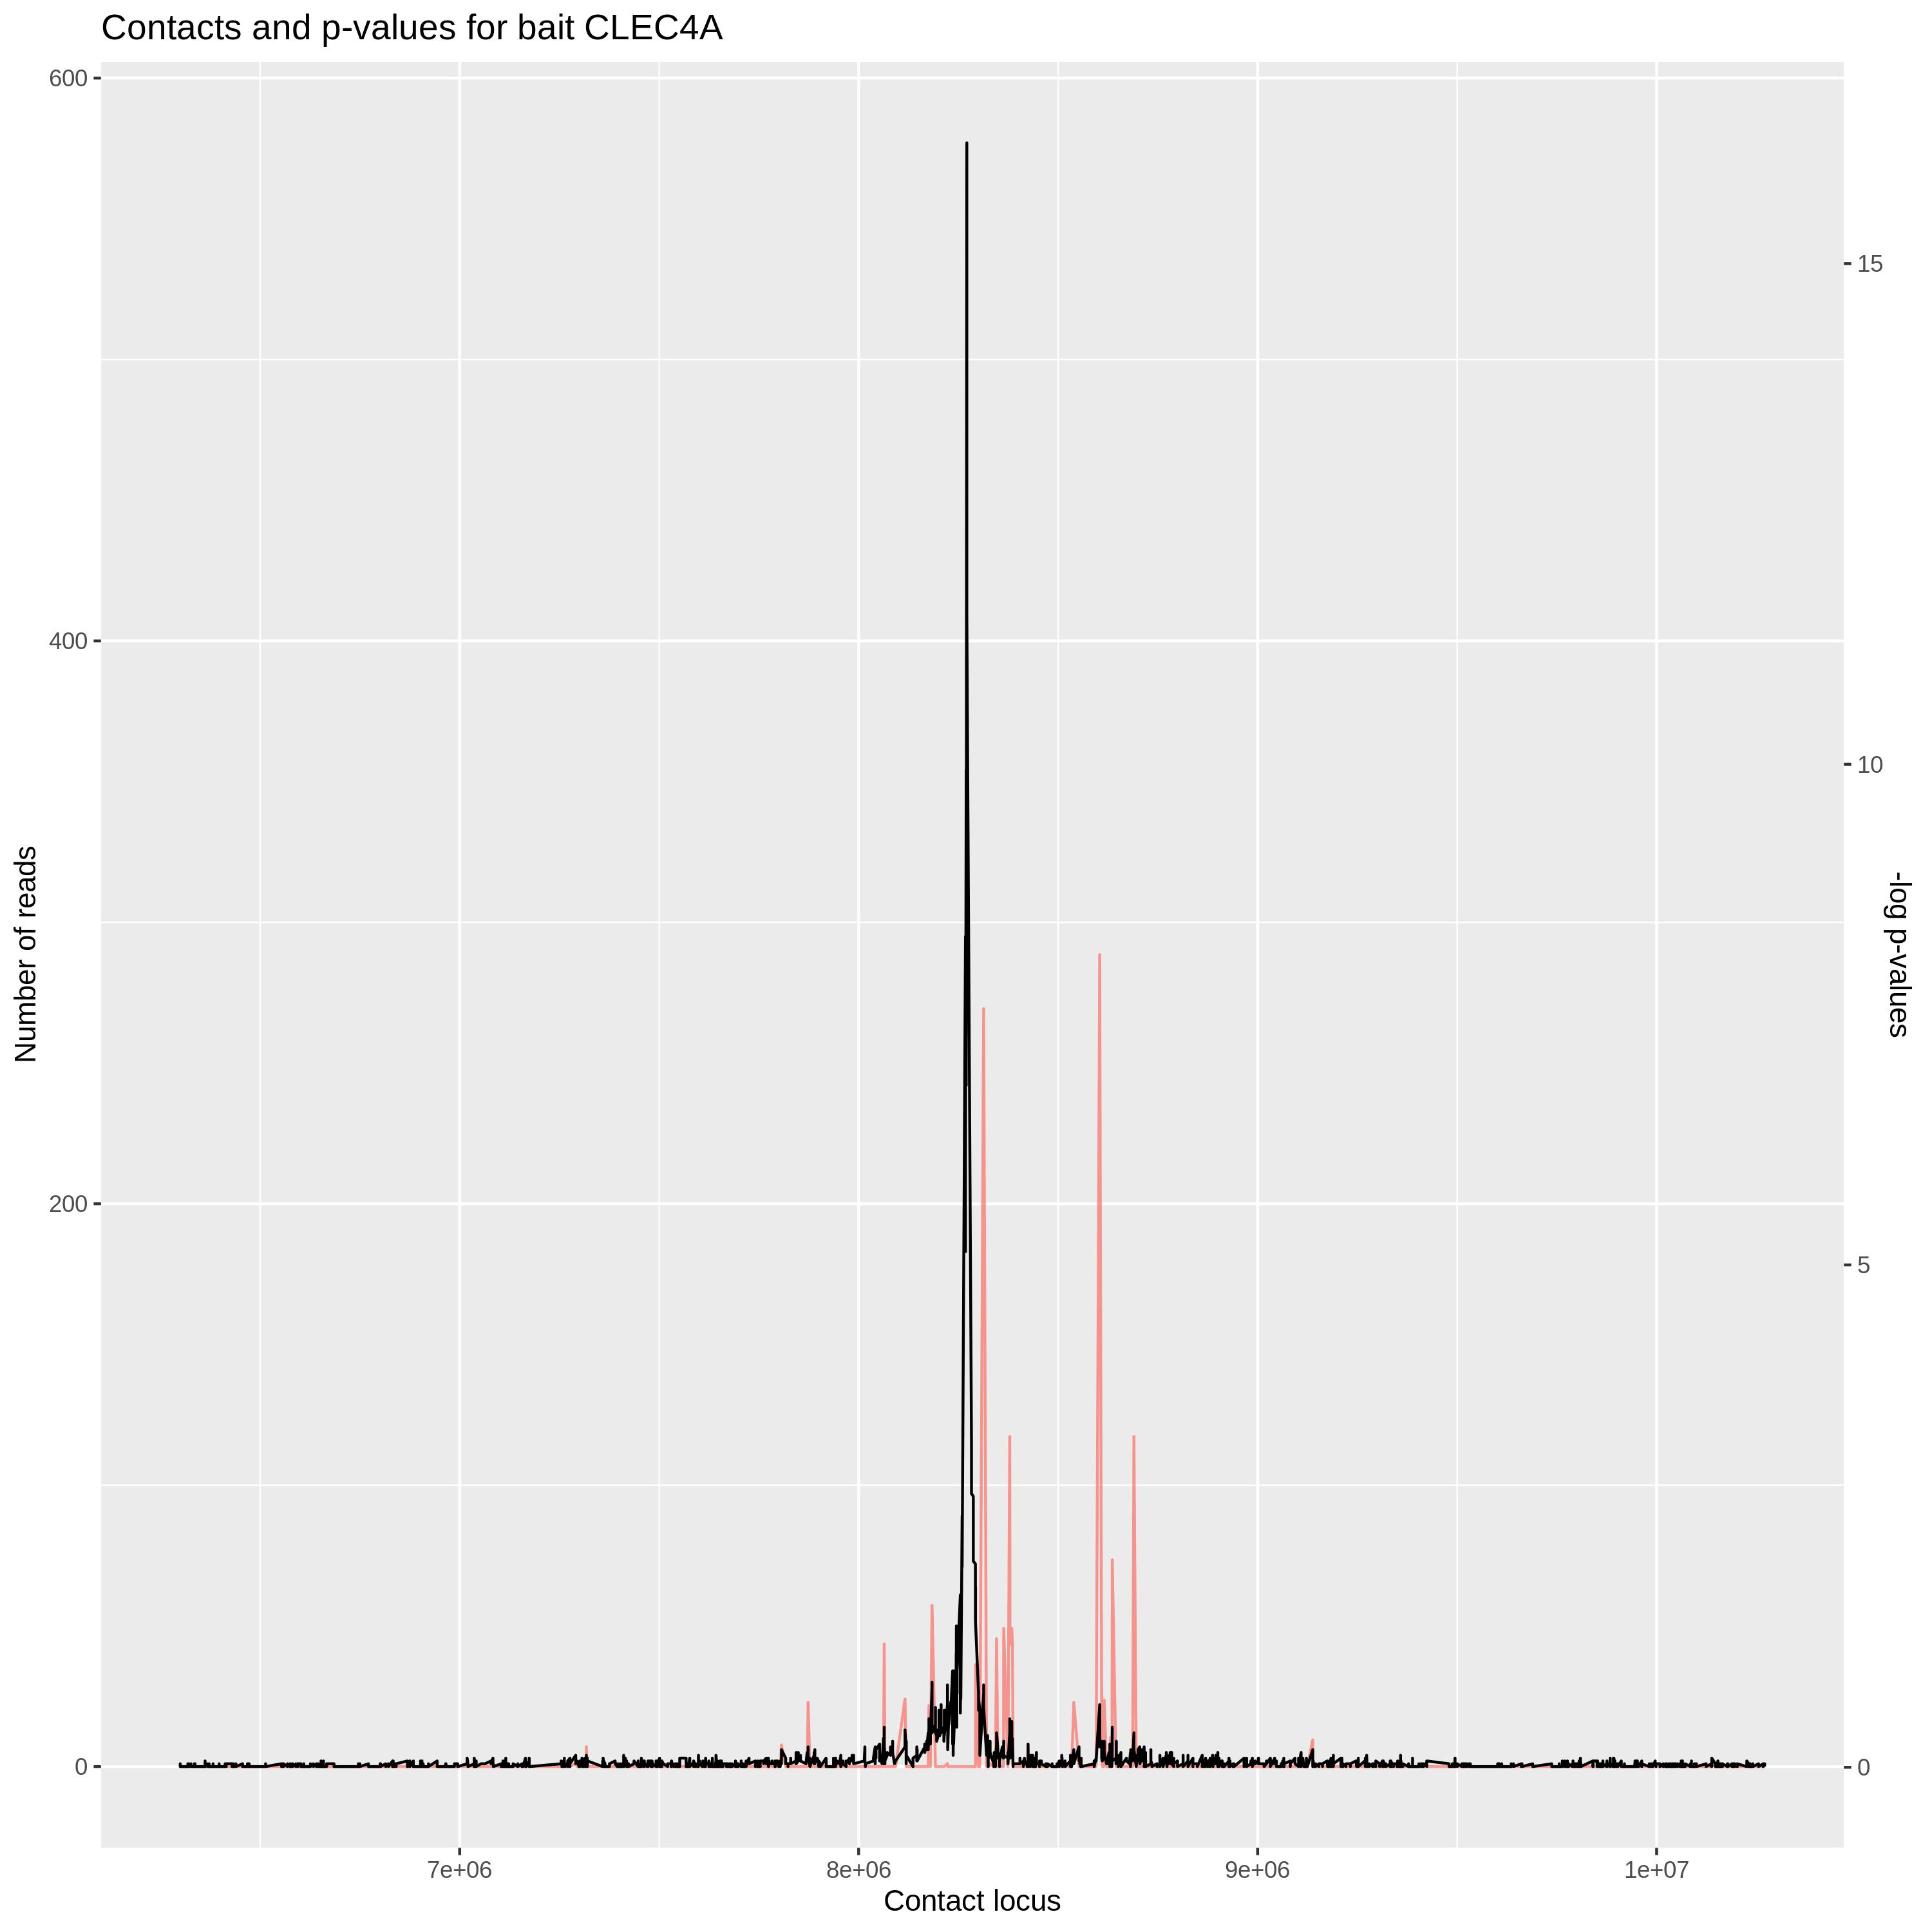 Contacts and p-values for bait CLEC4A
600
400
200
0
Number of reads
15
10
5
0
-log p-values
7e+06
8e+06
9e+06
1e+07
Contact locus